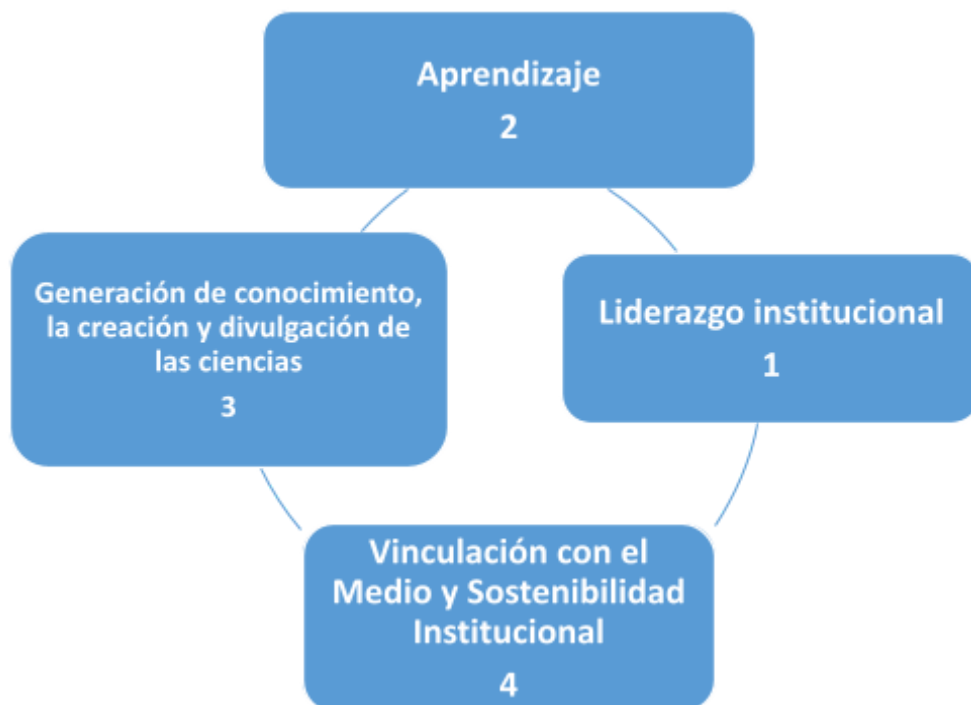 Aprendizaje
2
Generación de conocimiento,
la creación y divulgación de
las ciencias
3
Liderazgo institucional
1
Vinculación con el
Medio y Sostenibilidad
Institucional
4